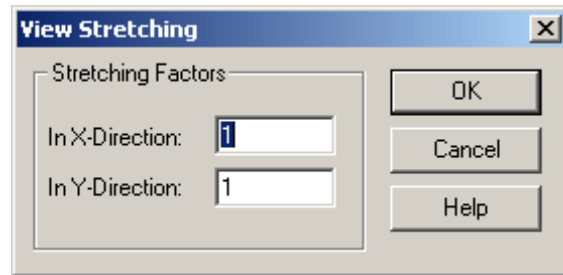 View Stretching
Stretching Factors
In X-Direction: 1
In Y-Direction: 1
OK
Cancel
Help